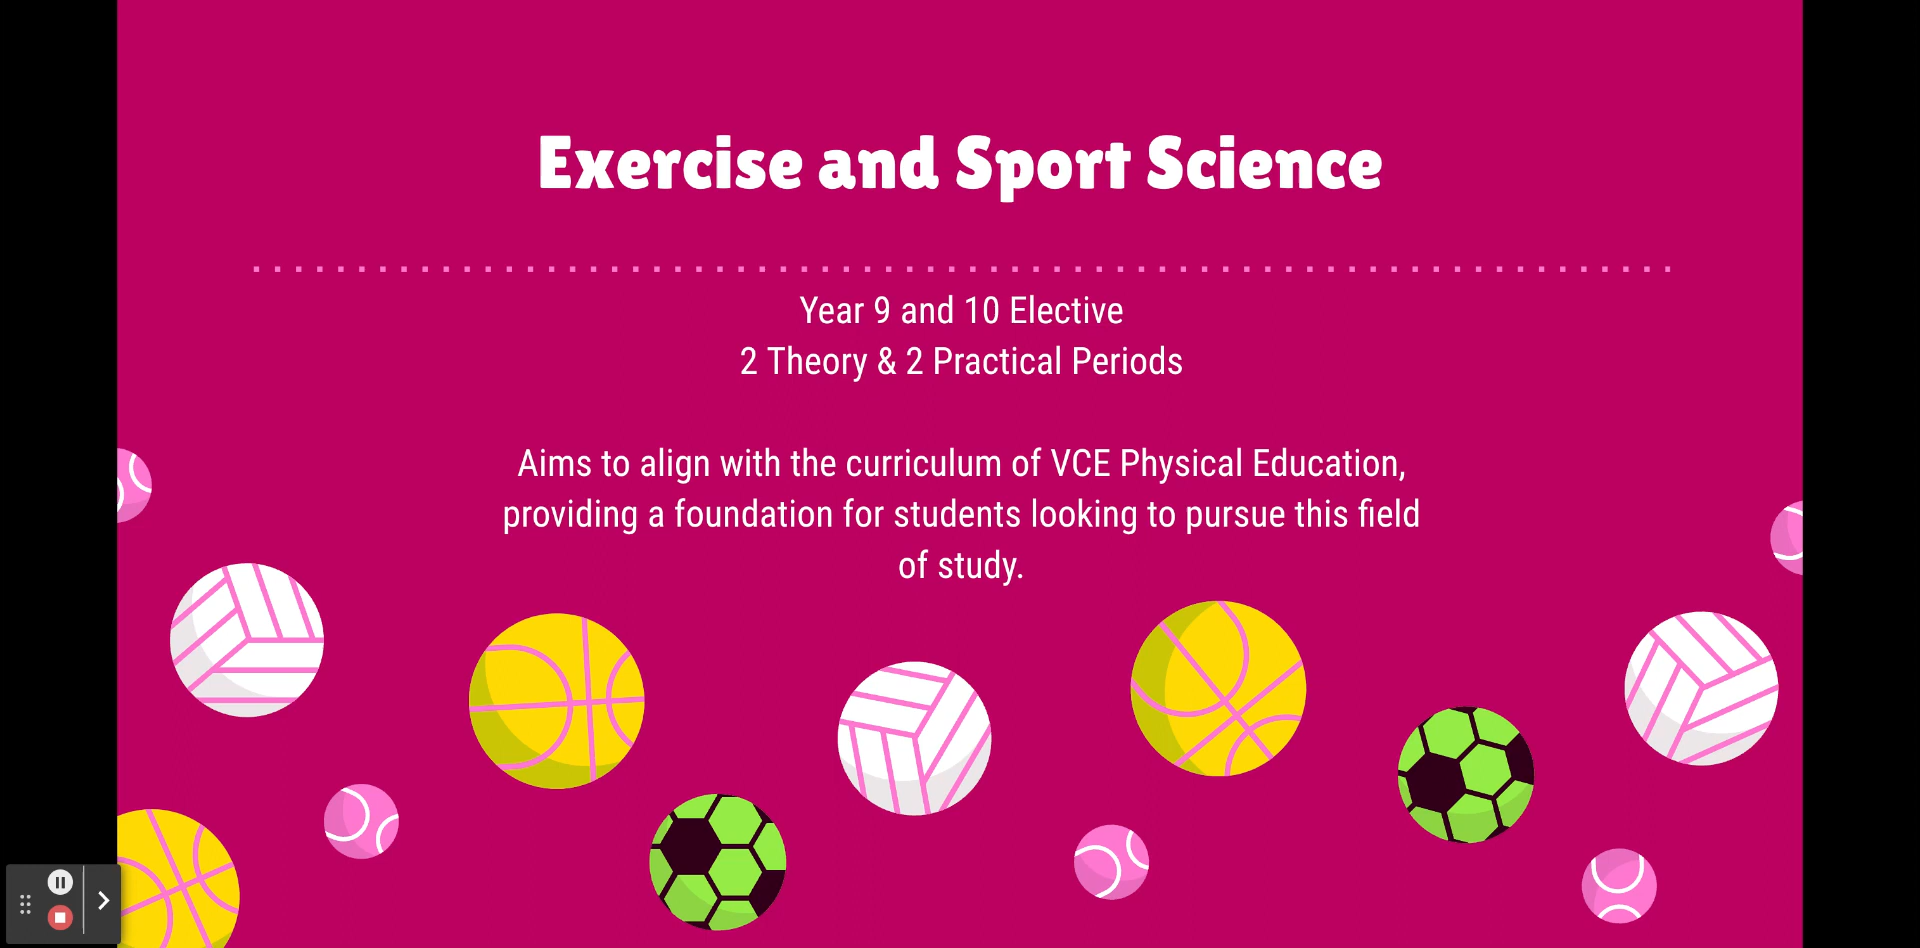 Exercise and Sport Science
Year 9 and 10 Elective
2 Theory & 2 Practical Periods
Aims to align with the curriculum of VCE Physical Education,
providing a foundation for students looking to pursue this field
of study.